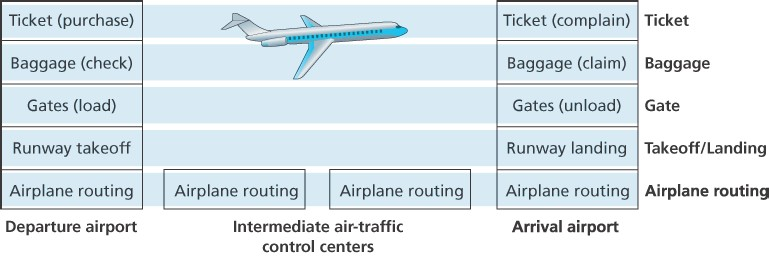 Ticket (purchase)
Ticket (complain)
Ticket
Baggage (check)
Baggage (claim)
Baggage
Gates (load)
Gates (unload)
Gate
Runway takeoff
Runway landing
Takeoff/Landing
Airplane routing
Airplane routing
Airplane routing
Airplane routing
Airplane routing
Departure airport
Intermediate air-traffic
control centers
Arrival airport